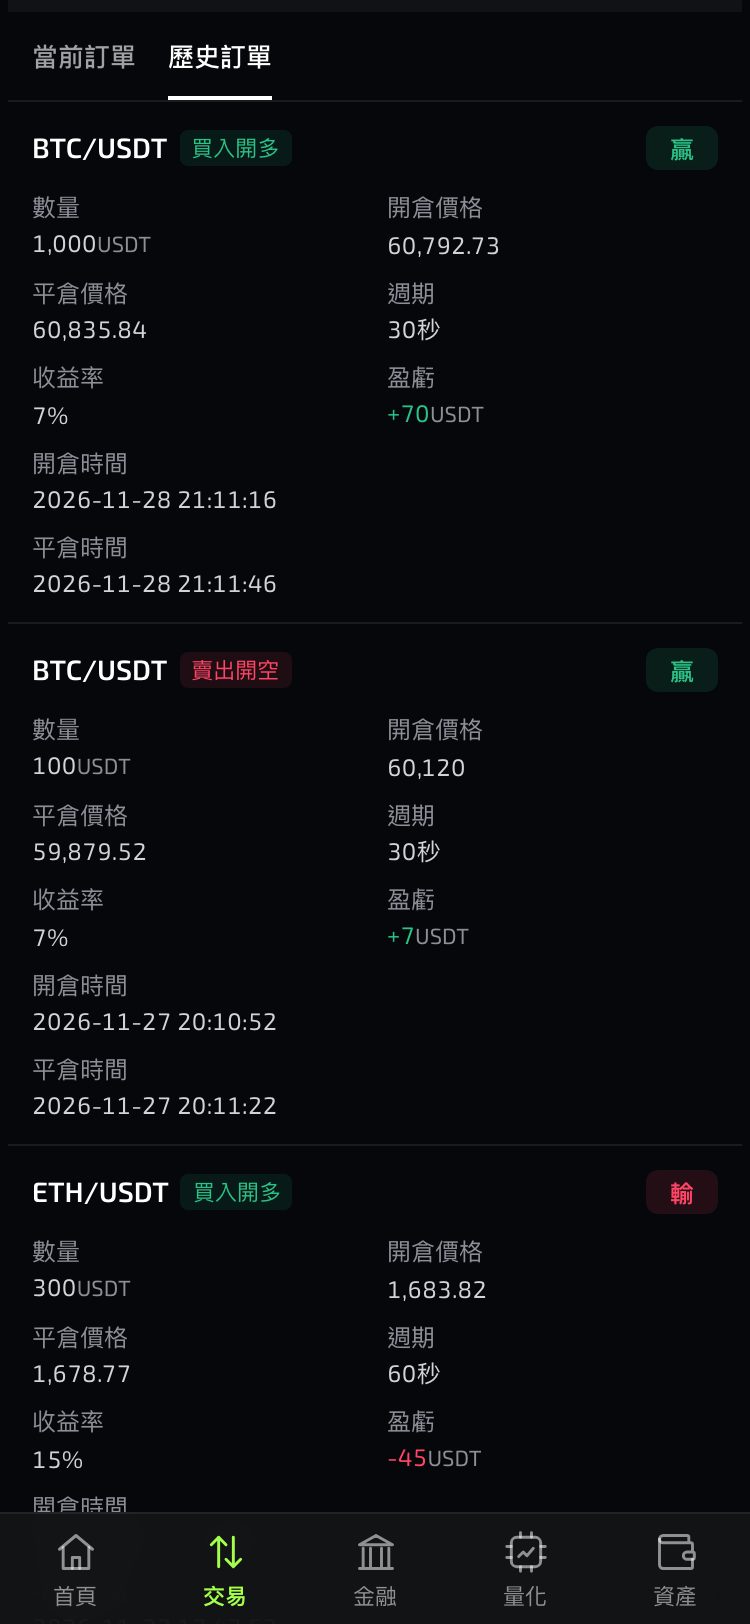 當前訂單 歷史訂單
BTC/USDT 買入開多 贏
數量 開倉價格
1,000USDT 60,792.73
平倉價格 週期
60,835.84 30秒
收益率 盈虧
7% +70USDT
開倉時間
2026-11-28 21:11:16
平倉時間
2026-11-28 21:11:46
BTC/USDT 賣出開空 贏
數量 開倉價格
100USDT 60,120
平倉價格 週期
59,879.52 30秒
收益率 盈虧
7% +7USDT
開倉時間
2026-11-27 20:10:52
平倉時間
2026-11-27 20:11:22
ETH/USDT 買入開多 輸
數量 開倉價格
300USDT 1,683.82
平倉價格 週期
1,678.77 60秒
收益率 盈虧
15% -45USDT
開倉時間
首頁 交易 金融 量化 資產